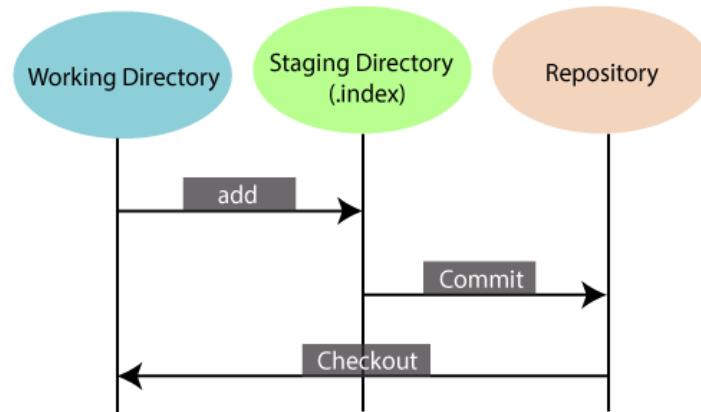 Working Directory
Staging Directory
(.index)
Repository
add
Commit
Checkout